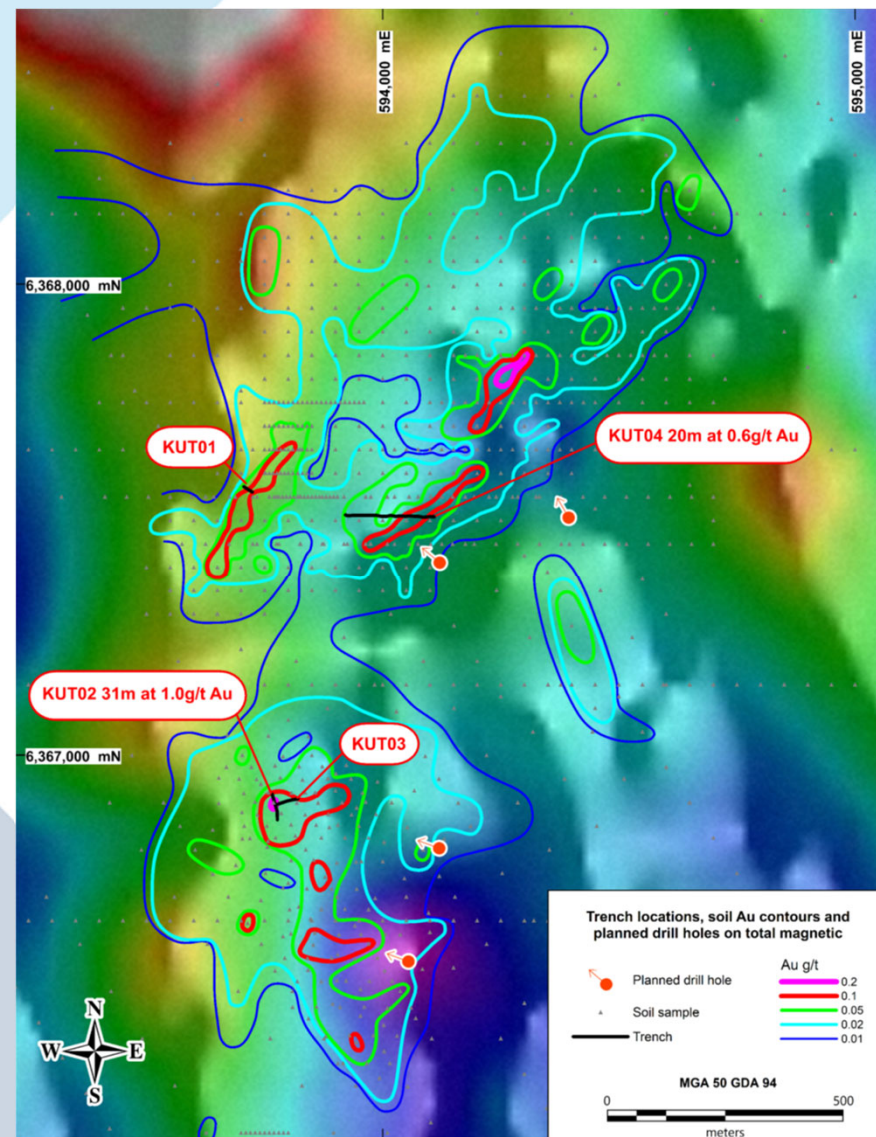 594,000 mE
595,000 mE
6,368,000 mN
KUT01
KUT04 20m at 0.6g/t Au
KUT02 31m at 1.0g/t Au
KUT03
6,367,000 mN
N
W E
S
Trench locations, soil Au contours and
planned drill holes on total magnetic
Planned drill hole
Soil sample
Trench
Au g/t
0.2
0.1
0.05
0.02
0.01
MGA 50 GDA 94
0 500
meters